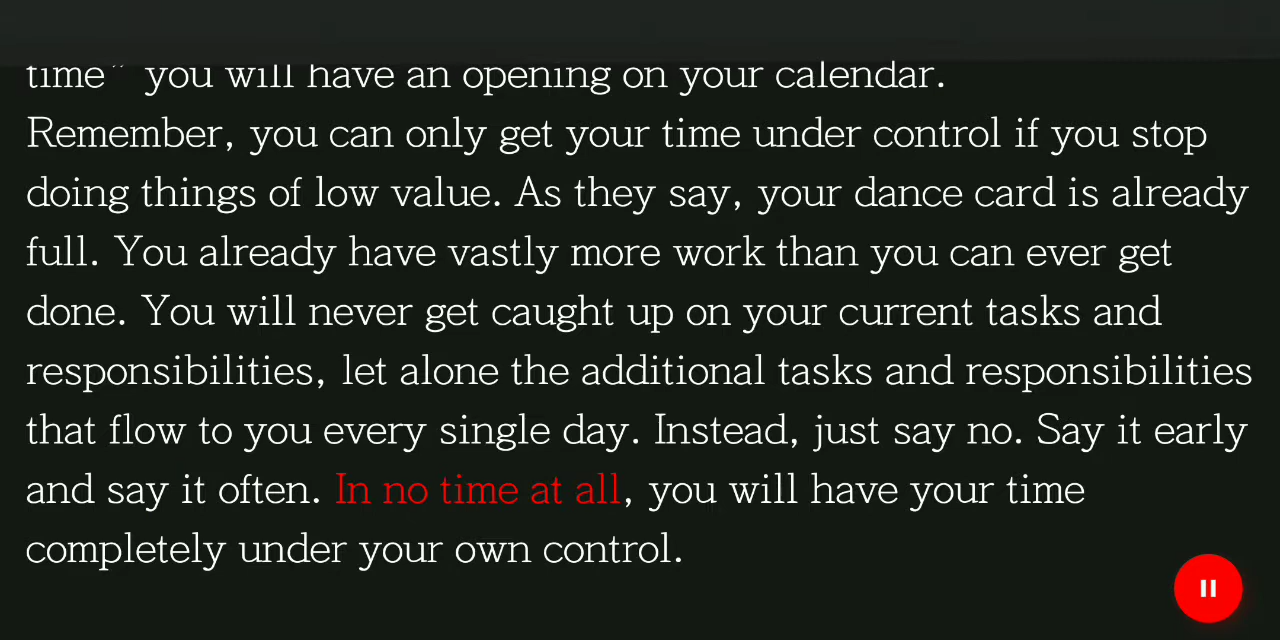 time" you will have an opening on your calendar.
Remember, you can only get your time under control if you stop
doing things of low value. As they say, your dance card is already
full. You already have vastly more work than you can ever get
done. You will never get caught up on your current tasks and
responsibilities, let alone the additional tasks and responsibilities
that flow to you every single day. Instead, just say no. Say it early
and say it often. In no time at all, you will have your time
completely under your own control.